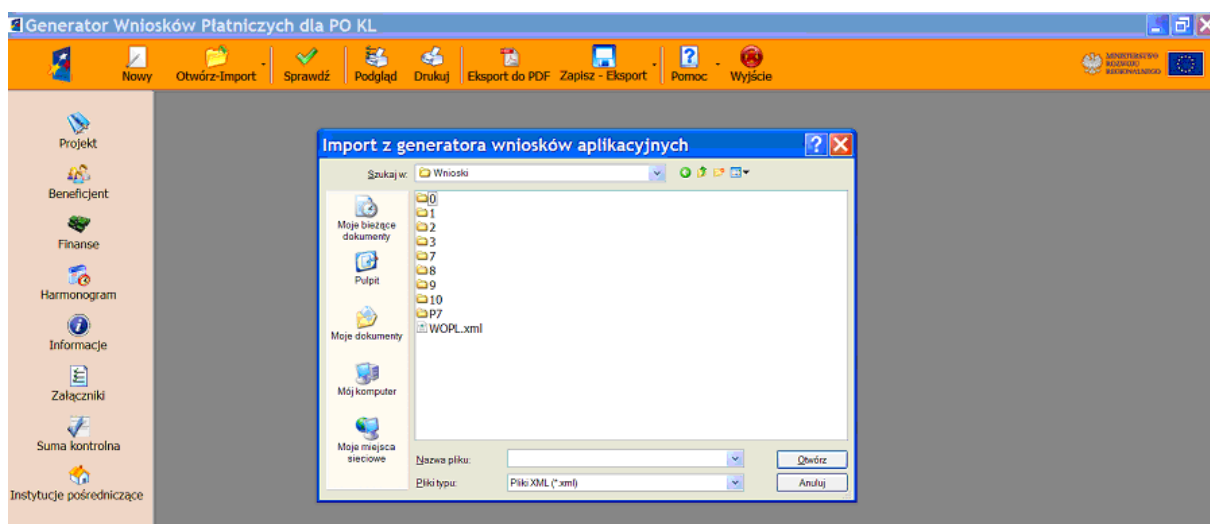 Generator Wniosków Płatniczych dla PO KL
Nowy Otwórz-Import Sprawdź Podgląd Drukuj Eksport do PDF Zapisz - Eksport Pomoc Wyjście
MINISTERSTWO
ROZWOJU
REGIONALNEGO
Projekt
Beneficjent
Finanse
Harmonogram
Informacje
Załączniki
Suma kontrolna
Instytucje pośredniczące
Import z generatora wniosków aplikacyjnych
Szukaj w: Wnioski
Moje bieżące
dokumenty
Pulpit
Moje dokumenty
Mój komputer
Moje miejsca
sieciowe
0
1
2
3
7
8
9
10
P7
WOPL.xml
Nazwa pliku: Otwórz
Pliki typu: Pliki XML (*.xml) Anuluj